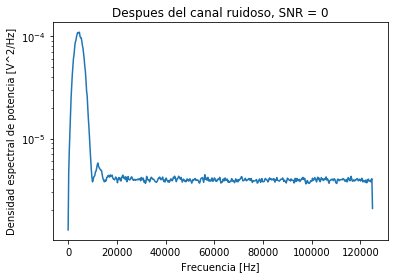 Despues del canal ruidoso, SNR = 0
Densidad espectral de potencia [V^2/Hz]
10⁻⁴
10⁻⁵
0 20000 40000 60000 80000 100000 120000
Frecuencia [Hz]